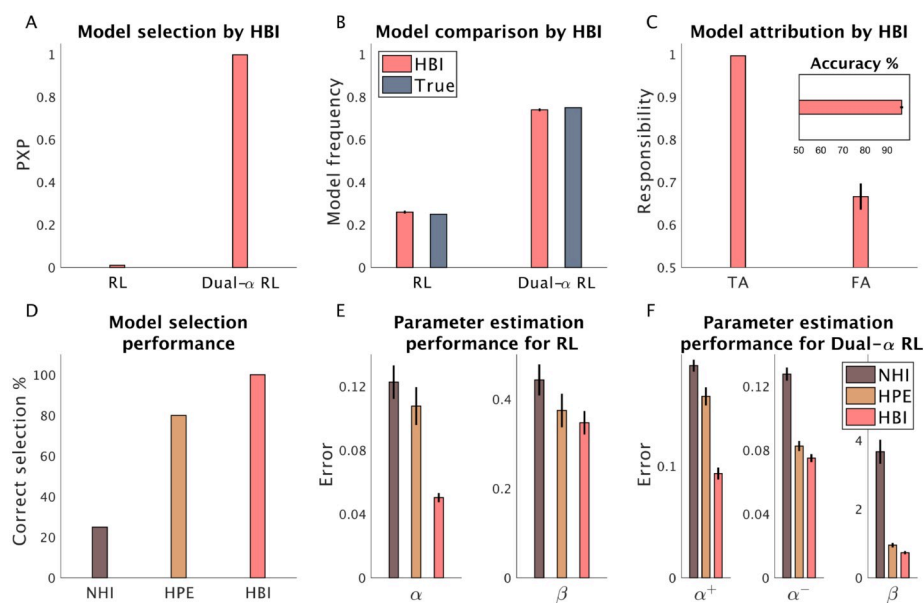 A
Model selection by HBI
PXP
1
0.8
0.6
0.4
0.2
0
RL
Dual-α RL
B
Model comparison by HBI
HBI
True
Model frequency
1
0.8
0.6
0.4
0.2
0
RL
Dual-α RL
C
Model attribution by HBI
Accuracy %
50 60 70 80 90
Responsibility
1
0.9
0.8
0.7
0.6
0.5
TA
FA
D
Model selection
performance
Correct selection %
100
80
60
40
20
0
NHI
HPE
HBI
E
Parameter estimation
performance for RL
Error
0.12
0.08
0.04
0
α
0.4
0.2
0
β
F
Parameter estimation
performance for Dual-α RL
NHI
HPE
HBI
Error
0.1
0
α⁺
0.12
0.08
0.04
0
α⁻
4
2
0
β